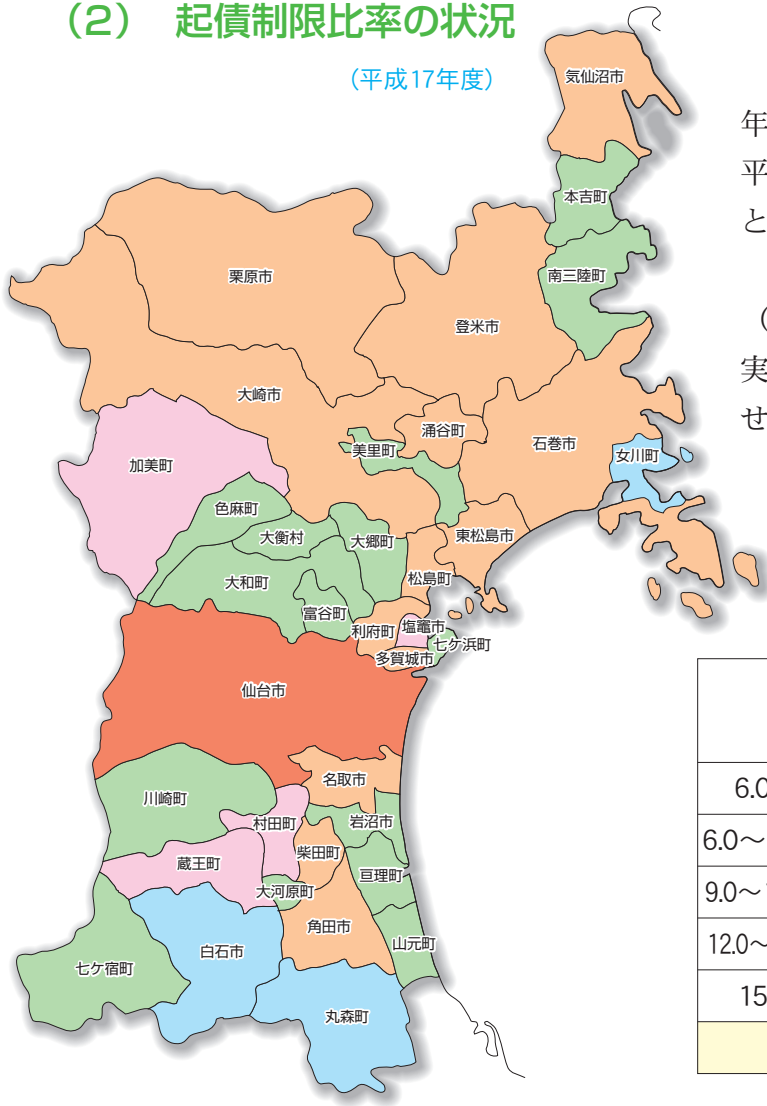 （2）　起債制限比率の状況
（平成17年度）
気仙沼市
本吉町
南三陸町
栗原市
登米市
大崎市
涌谷町
石巻市
美里町
女川町
加美町
色麻町
大衡村
大郷町
東松島市
大和町
松島町
富谷町
利府町
塩竈市
七ケ浜町
多賀城市
仙台市
名取市
川崎町
村田町
岩沼市
柴田町
蔵王町
亘理町
大河原町
角田市
山元町
白石市
七ケ宿町
丸森町
年
平
と
（
実
せ
6.0
6.0～
9.0～
12.0～
15